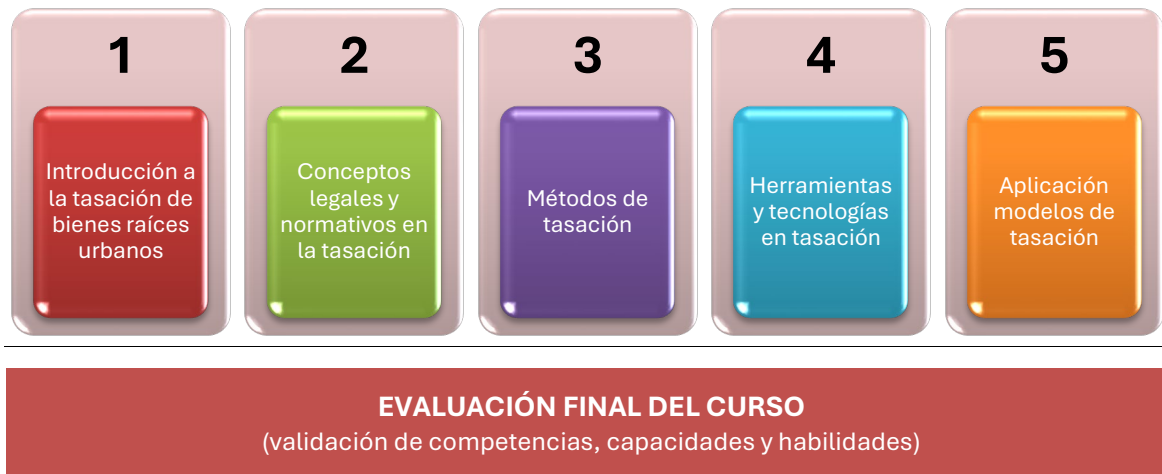 1
Introducción a
la tasación de
bienes raíces
urbanos
2
Conceptos
legales y
normativos en
la tasación
3
Métodos de
tasación
4
Herramientas
y tecnologías
en tasación
5
Aplicación
modelos de
tasación
EVALUACIÓN FINAL DEL CURSO
(validación de competencias, capacidades y habilidades)